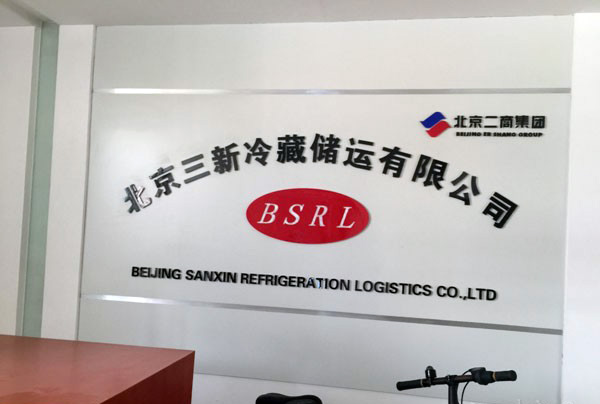 北京二商集团
BEIJING ER SHANG GROUP
北京三新冷藏储运有限公司
BSRL
BEIJING SANXIN REFRIGERATION LOGISTICS CO.,LTD